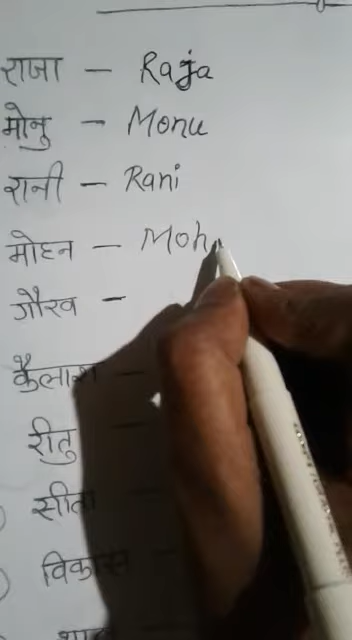 राजा – Raja
मोनु – Monu
रानी – Rani
मोहन – Moh
गौरव –
कैलाश –
रीतु –
सीता –
विकास –